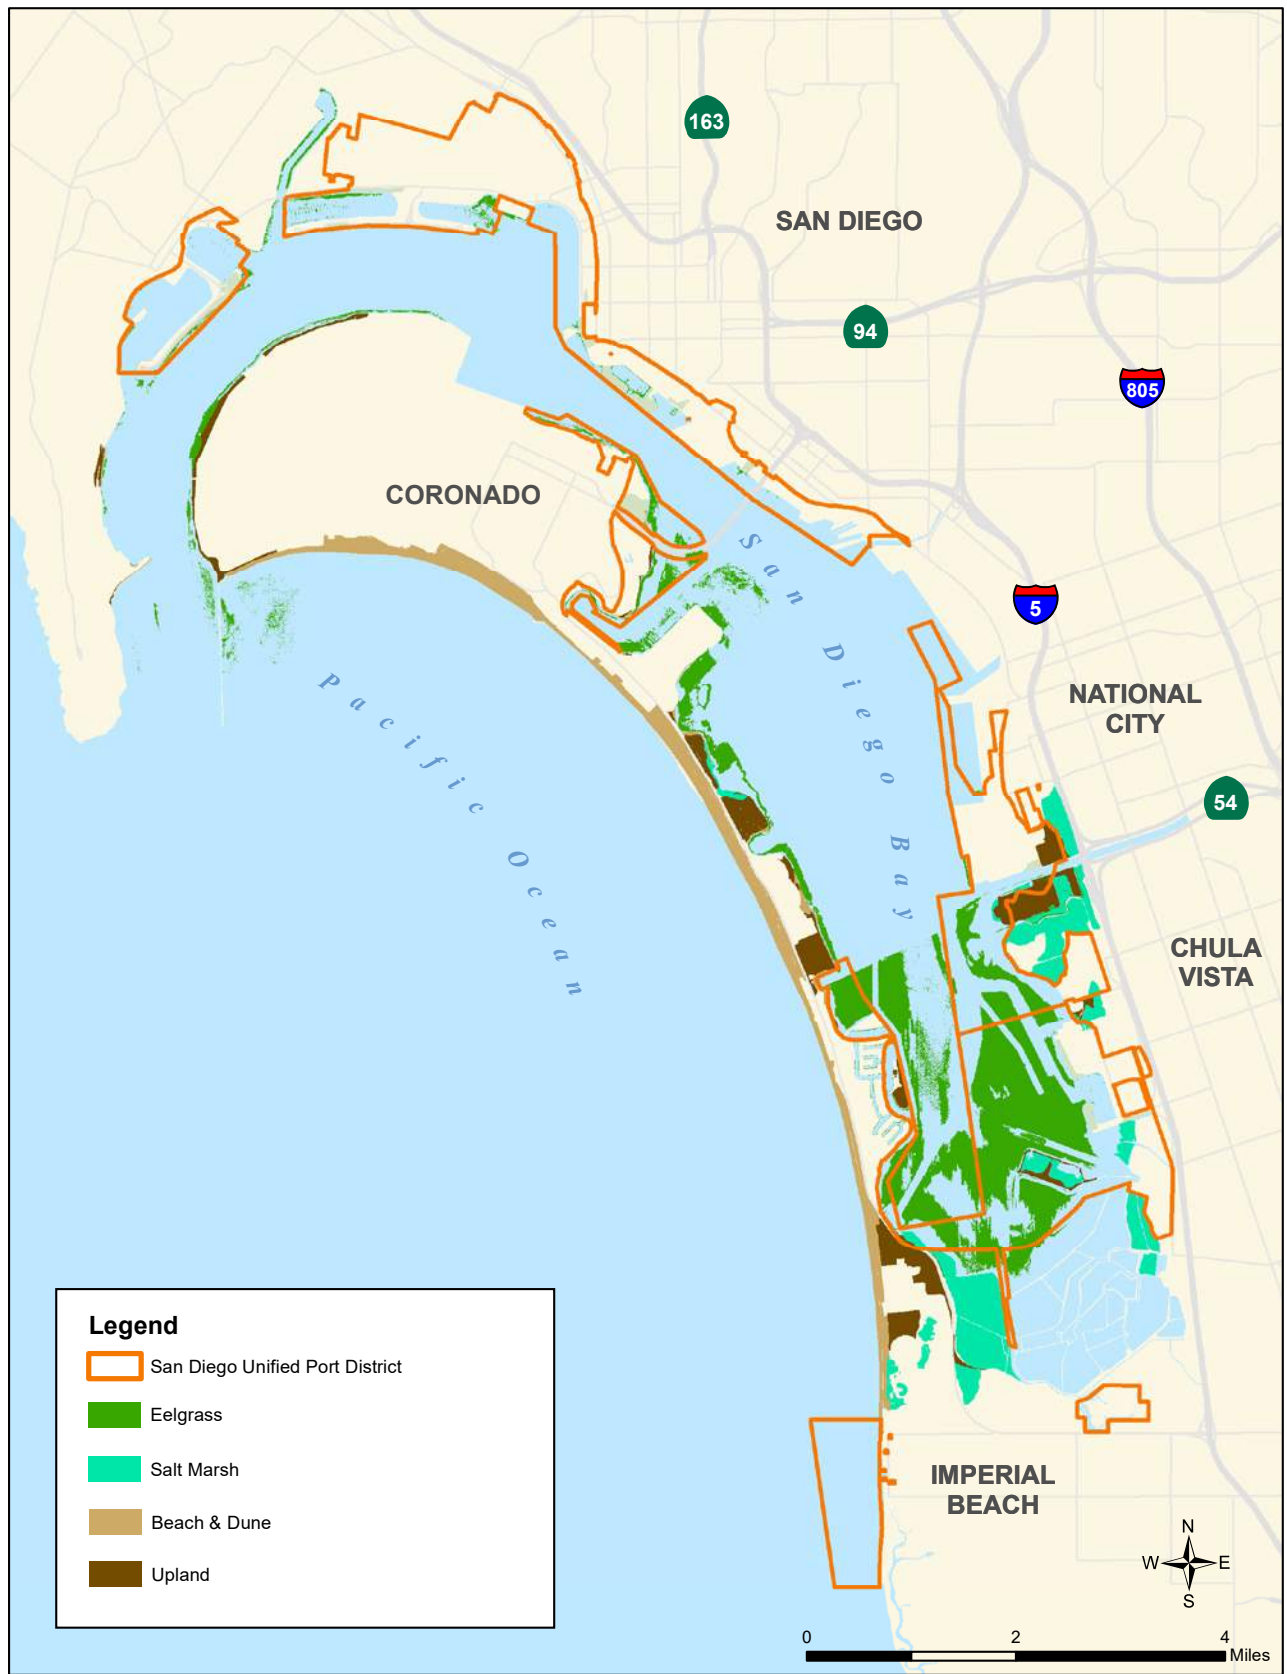 163
SAN DIEGO
94
805
CORONADO
San Diego Bay
5
NATIONAL
CITY
Pacific Ocean
54
CHULA
VISTA
Legend
San Diego Unified Port District
Eelgrass
Salt Marsh
Beach & Dune
Upland
IMPERIAL
BEACH
N
W E
S
0 2 4
Miles